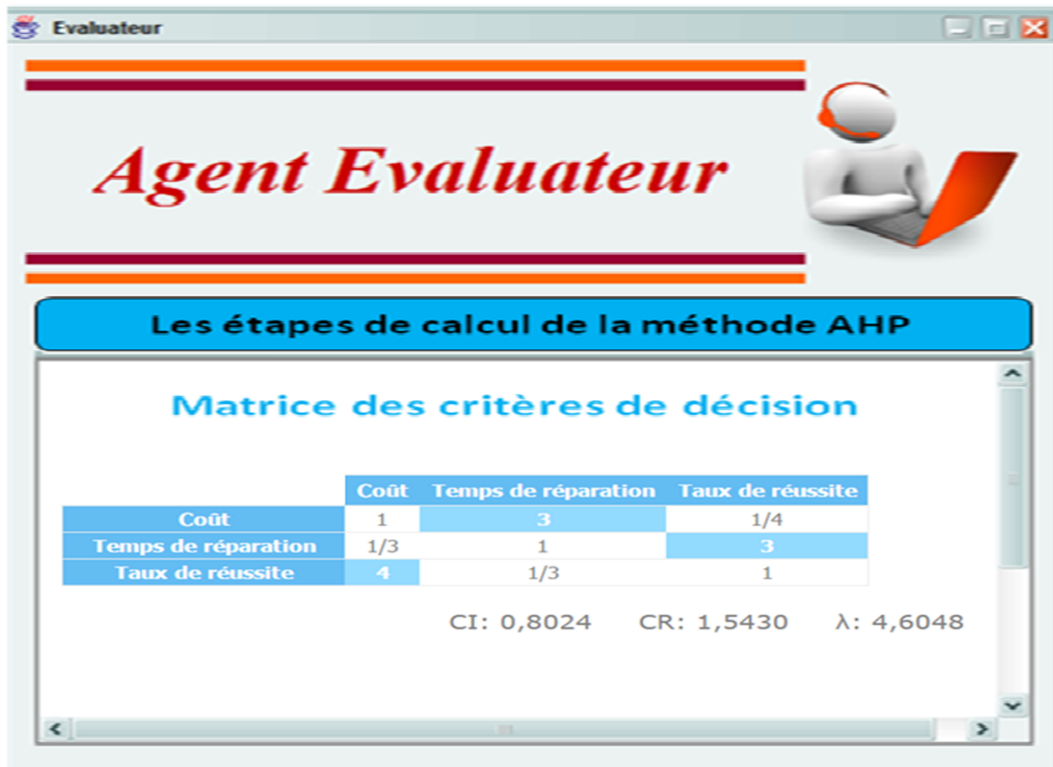 Evaluateur
Agent Evaluateur
Les étapes de calcul de la méthode AHP
Matrice des critères de décision
Coût Temps de réparation Taux de réussite
Coût 1 3 1/4
Temps de réparation 1/3 1 3
Taux de réussite 4 1/3 1
CI: 0,8024 CR: 1,5430 λ: 4,6048